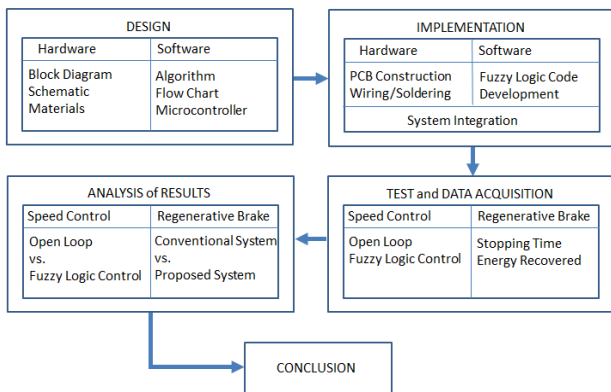 DESIGN
Hardware
Software
Block Diagram
Schematic
Materials
Algorithm
Flow Chart
Microcontroller
IMPLEMENTATION
Hardware
Software
PCB Construction
Wiring/Soldering
Fuzzy Logic Code
Development
System Integration
TEST and DATA ACQUISITION
Speed Control
Regenerative Brake
Open Loop
Fuzzy Logic Control
Stopping Time
Energy Recovered
ANALYSIS of RESULTS
Speed Control
Regenerative Brake
Open Loop
vs.
Fuzzy Logic Control
Conventional System
vs.
Proposed System
CONCLUSION